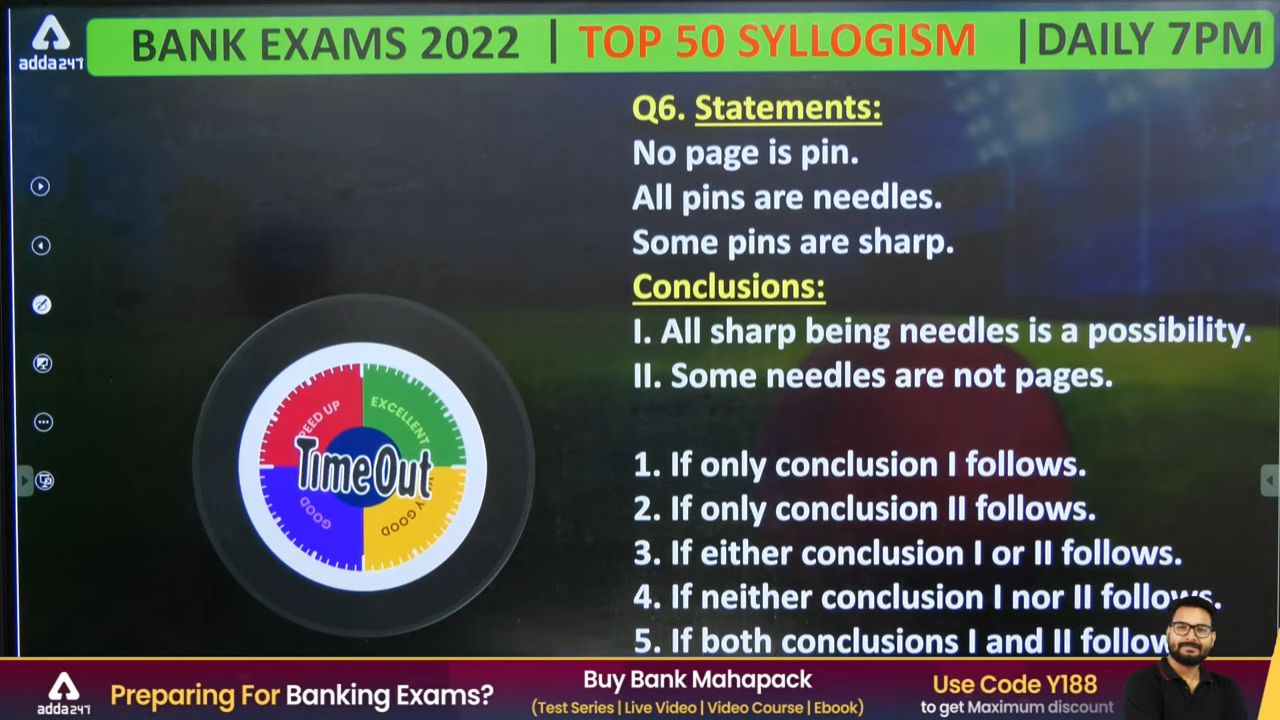 adda247
BANK EXAMS 2022 | TOP 50 SYLLOGISM | DAILY 7PM
Q6. Statements:
No page is pin.
All pins are needles.
Some pins are sharp.
Conclusions:
I. All sharp being needles is a possibility.
II. Some needles are not pages.
1. If only conclusion I follows.
2. If only conclusion II follows.
3. If either conclusion I or II follows.
4. If neither conclusion I nor II follows.
5. If both conclusions I and II follow
EXCELLENT
Time Out
GOOD
GOOD
adda247
Preparing For Banking Exams?
Buy Bank Mahapack
(Test Series | Live Video | Video Course | Ebook)
Use Code Y188
to get Maximum discount